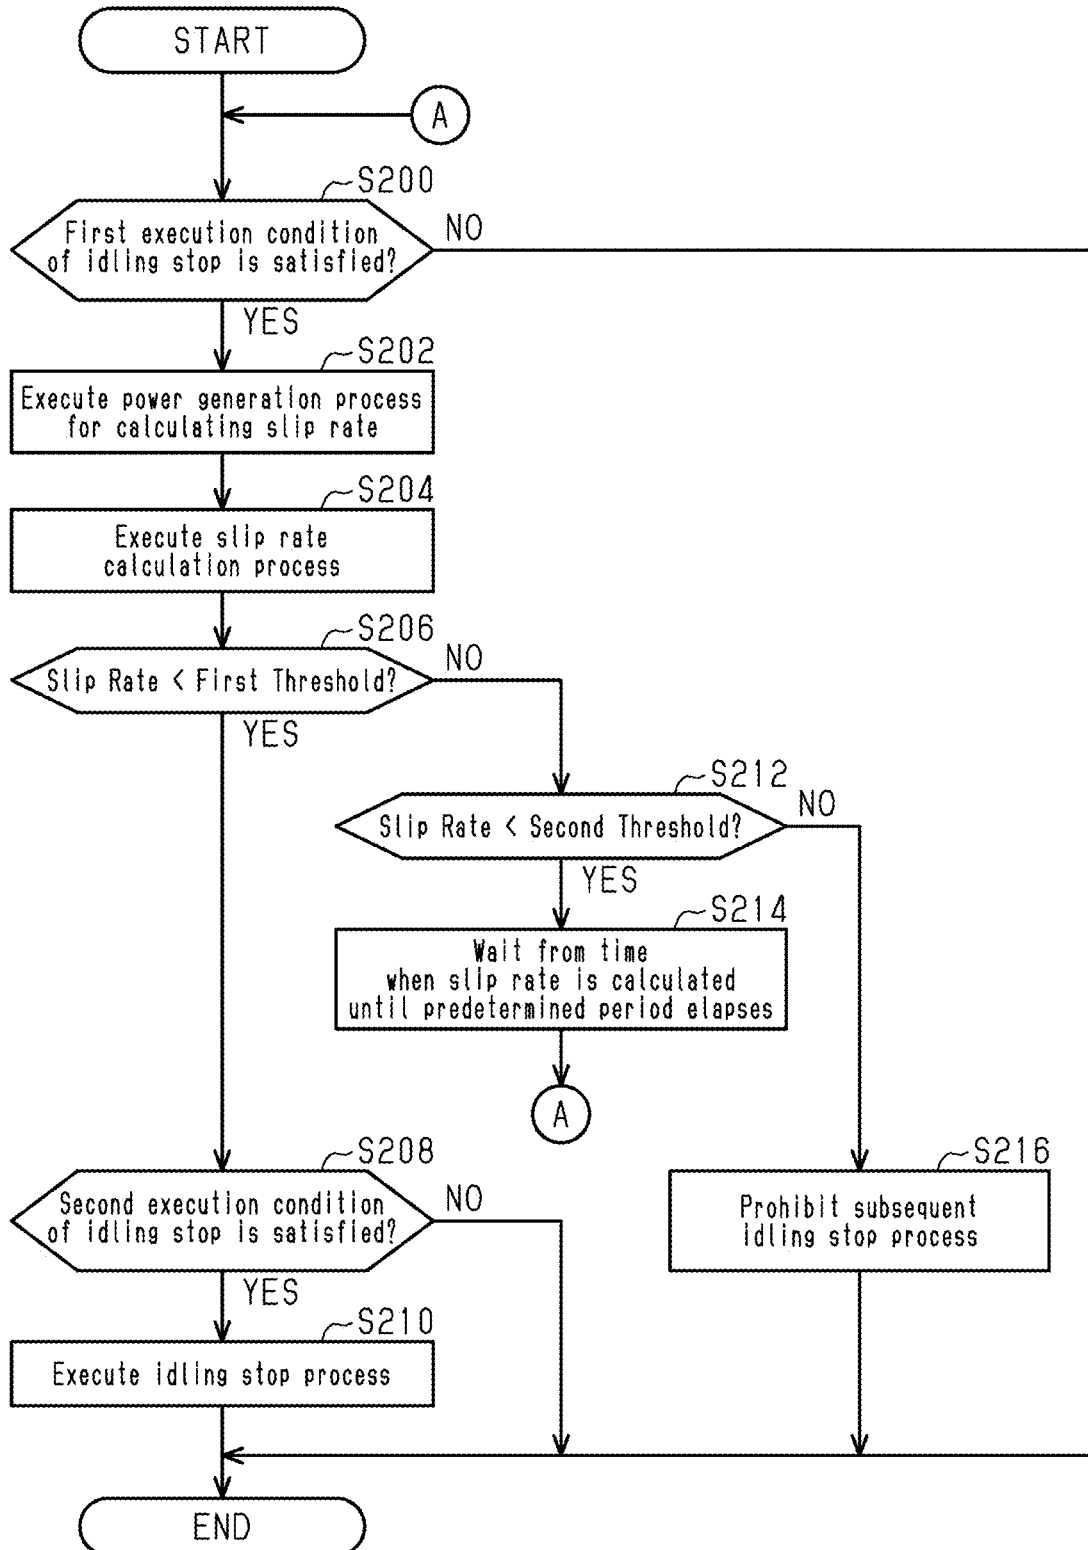 START
A
S200
First execution condition
of idling stop is satisfied?
NO
YES
S202
Execute power generation process
for calculating slip rate
S204
Execute slip rate
calculation process
S206
Slip Rate < First Threshold?
NO
YES
S212
Slip Rate < Second Threshold?
NO
YES
S214
Wait from time
when slip rate is calculated
until predetermined period elapses
A
S208
Second execution condition
of idling stop is satisfied?
NO
YES
S216
Prohibit subsequent
idling stop process
S210
Execute idling stop process
END